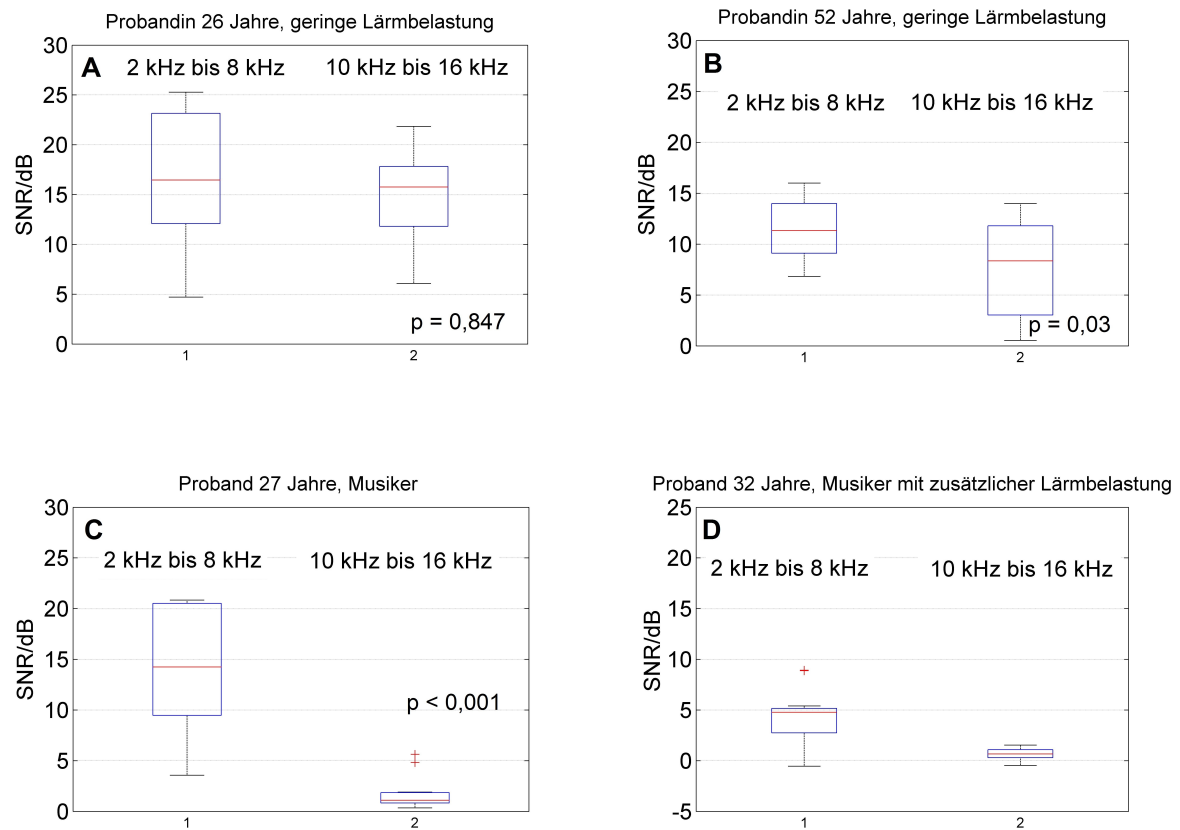 Probandin 26 Jahre, geringe Lärmbelastung
A
2 kHz bis 8 kHz
10 kHz bis 16 kHz
SNR/dB
30
25
20
15
10
5
0
p = 0,847
1
2
Probandin 52 Jahre, geringe Lärmbelastung
B
2 kHz bis 8 kHz
10 kHz bis 16 kHz
SNR/dB
30
25
20
15
10
5
0
p = 0,03
1
2
Proband 27 Jahre, Musiker
C
2 kHz bis 8 kHz
10 kHz bis 16 kHz
SNR/dB
30
25
20
15
10
5
0
p < 0,001
1
2
Proband 32 Jahre, Musiker mit zusätzlicher Lärmbelastung
D
2 kHz bis 8 kHz
10 kHz bis 16 kHz
SNR/dB
25
20
15
10
5
0
-5
1
2